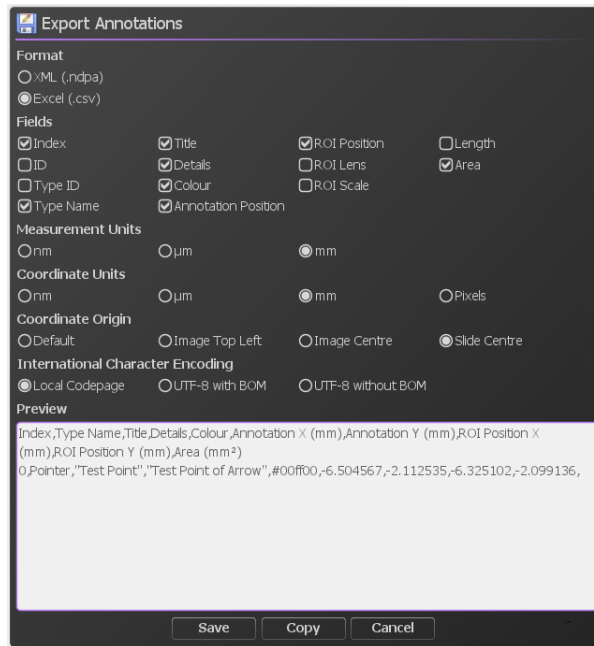 Export Annotations
Format
XML (.ndpa)
Excel (.csv)
Fields
Index Title ROI Position Length
ID Details ROI Lens Area
Type ID Colour ROI Scale
Type Name Annotation Position
Measurement Units
nm µm mm
Coordinate Units
nm µm mm Pixels
Coordinate Origin
Default Image Top Left Image Centre Slide Centre
International Character Encoding
Local Codepage UTF-8 with BOM UTF-8 without BOM
Preview
Index,Type Name,Title,Details,Colour,Annotation X (mm),Annotation Y (mm),ROI Position X
(mm),ROI Position Y (mm),Area (mm²)
0,Pointer,"Test Point","Test Point of Arrow",#00ff00,-6.504567,-2.112535,-6.325102,-2.099136,
Save Copy Cancel